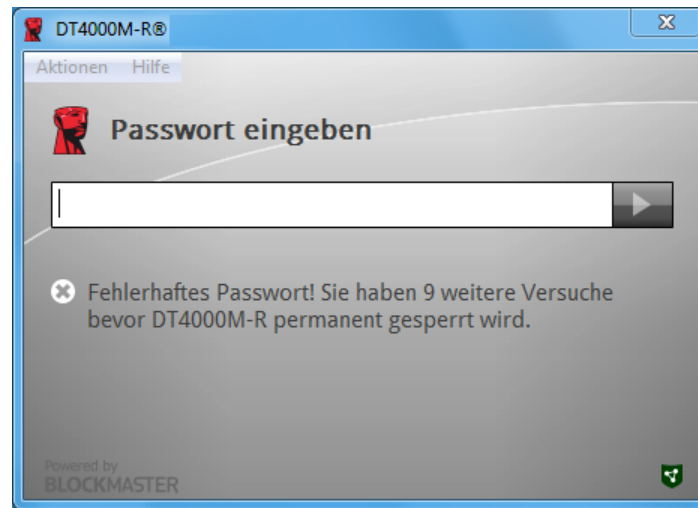 DT4000M-R®
Aktionen Hilfe
Passwort eingeben
Fehlerhaftes Passwort! Sie haben 9 weitere Versuche
bevor DT4000M-R permanent gesperrt wird.
Powered by
BLOCKMASTER